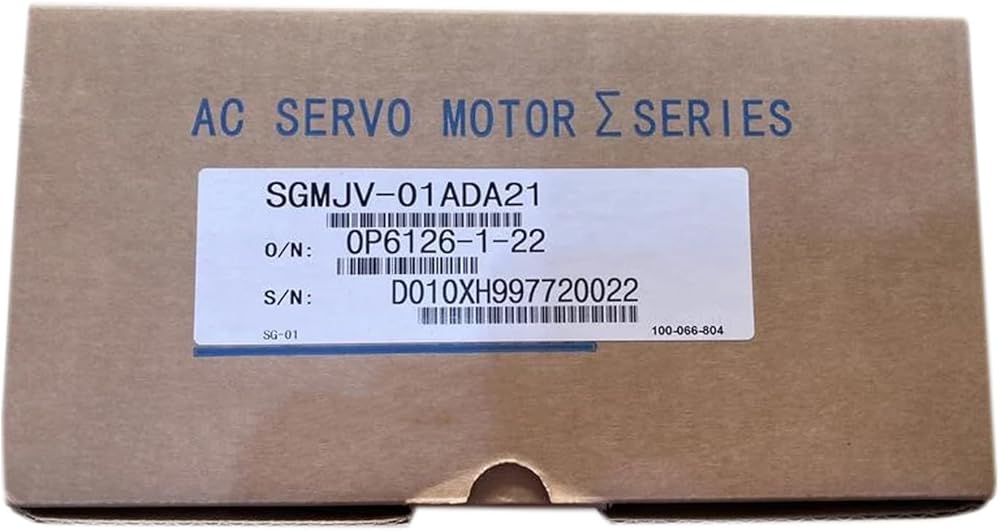 AC SERVO MOTOR Σ SERIES
SGMJV-01ADA21
O/N: 0P6126-1-22
S/N: D010XH997720022
SG-01 100-066-804